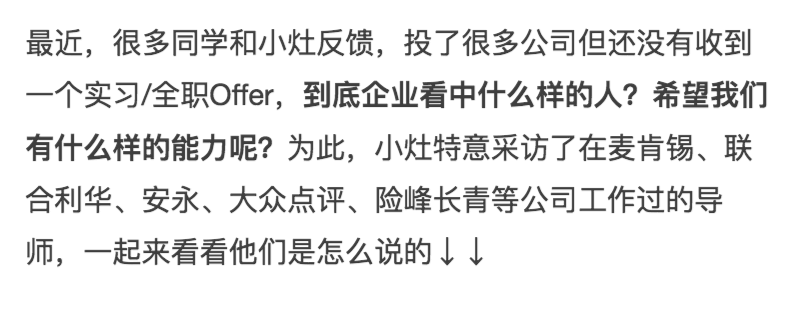 最近，很多同学和小灶反馈，投了很多公司但还没有收到
一个实习/全职Offer，到底企业看中什么样的人？希望我们
有什么样的能力呢？为此，小灶特意采访了在麦肯锡、联
合利华、安永、大众点评、险峰长青等公司工作过的导
师，一起来看看他们是怎么说的↓↓